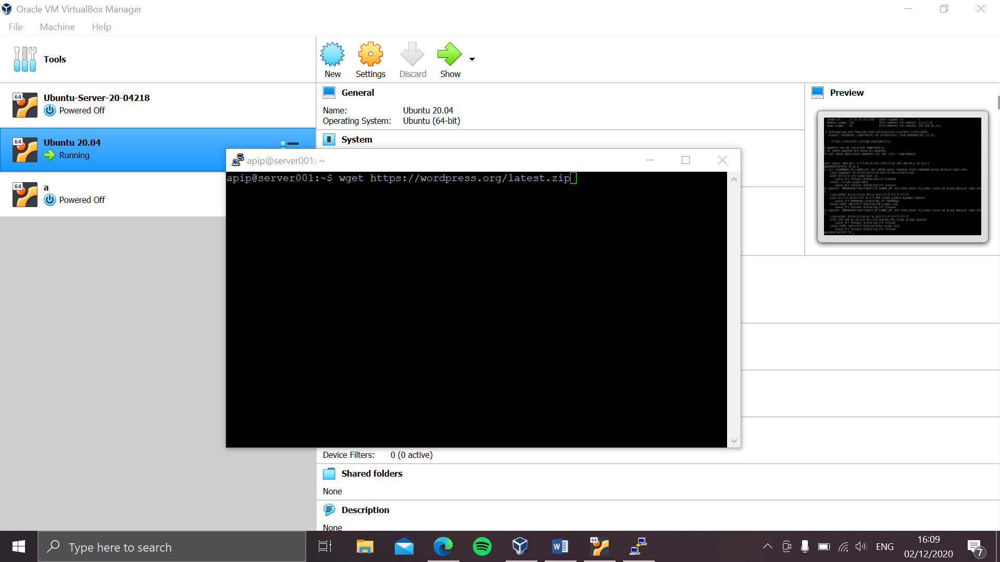 Oracle VM VirtualBox Manager
File Machine Help
Tools
New Settings Discard Show
64
Ubuntu-Server-20-04218
Powered Off
64
Ubuntu 20.04
Running
64
a
Powered Off
General
Name: Ubuntu 20.04
Operating System: Ubuntu (64-bit)
System
Preview
apip@server001: ~
apip@server001:~$ wget https://wordpress.org/latest.zip
Device Filters: 0 (0 active)
Shared folders
None
Description
None
Type here to search
64
ENG
16:09
02/12/2020
7